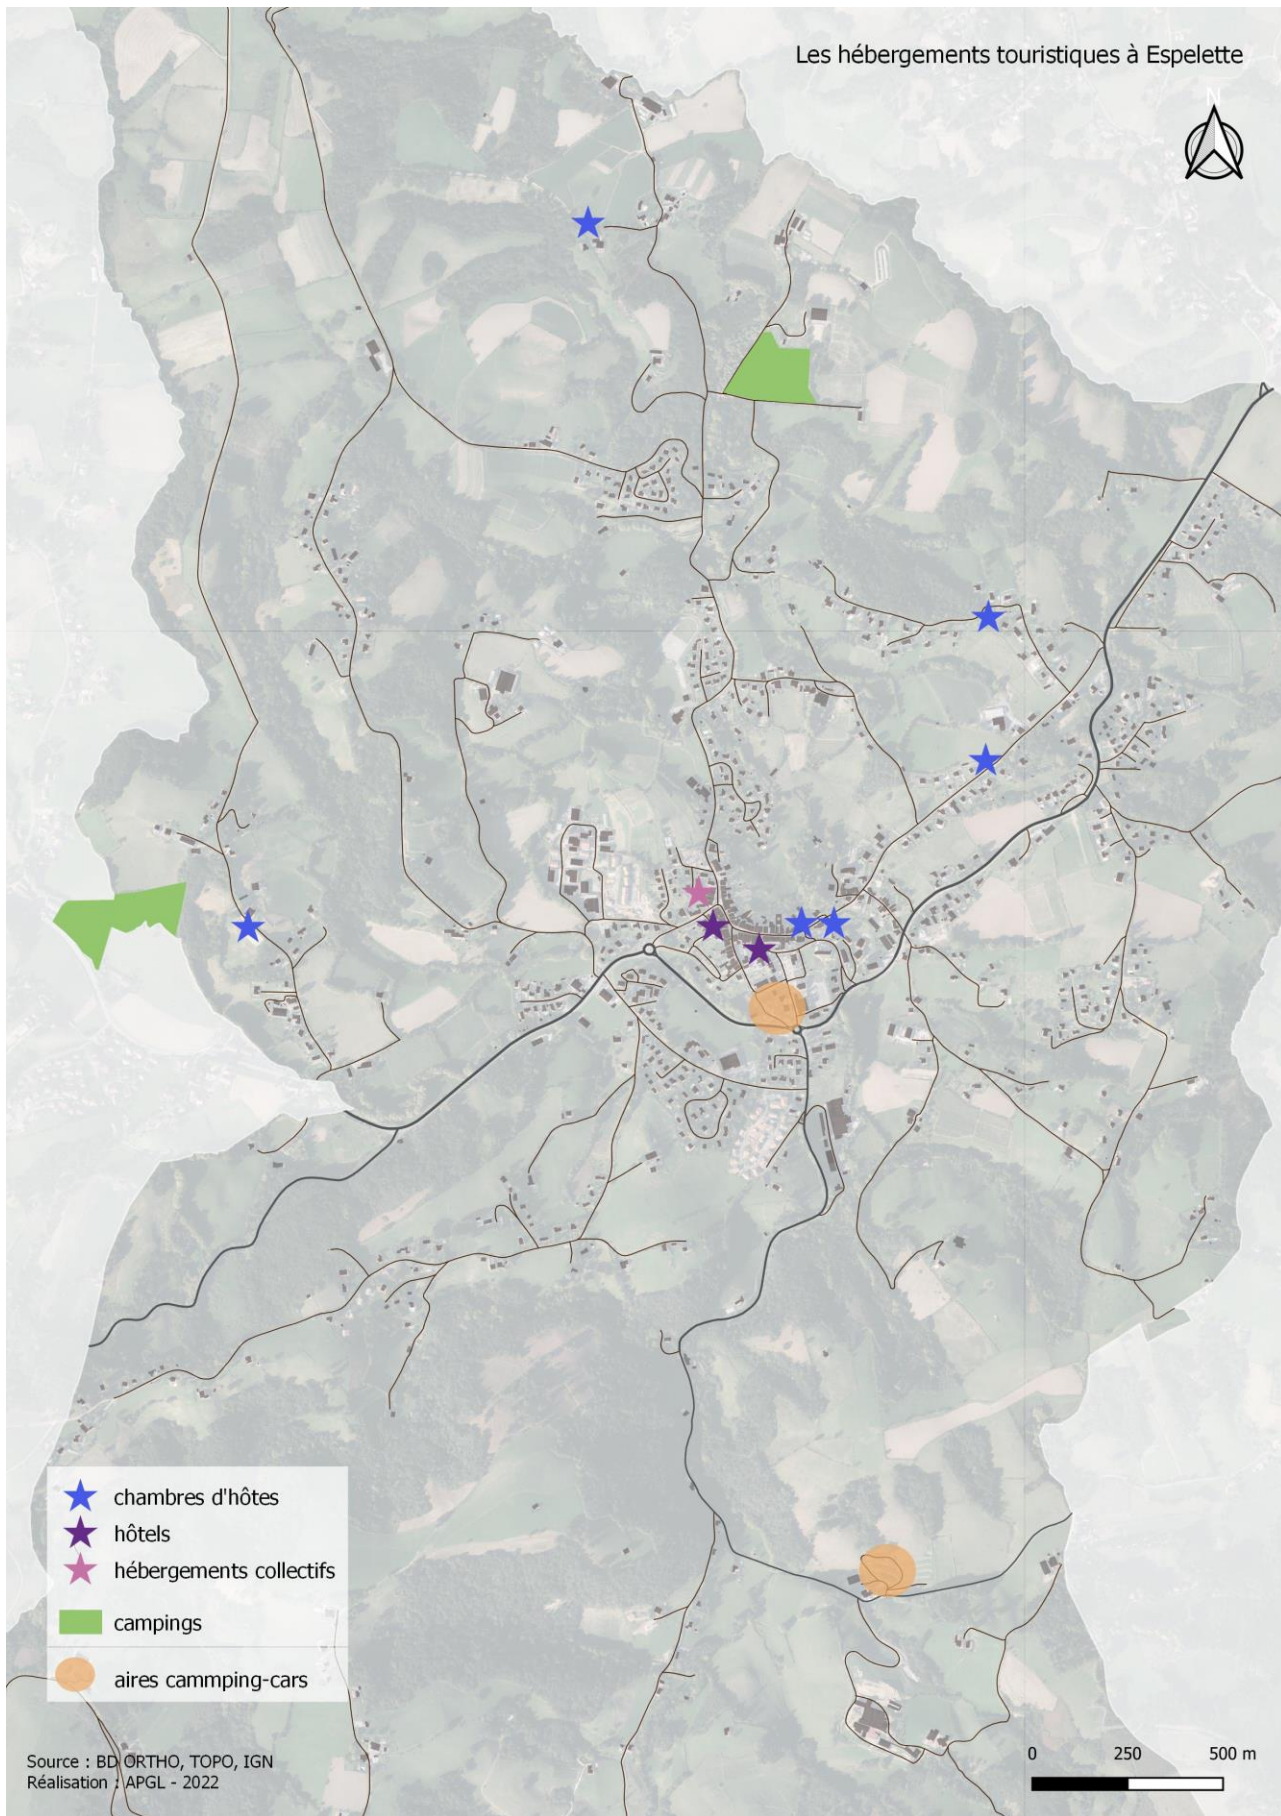 Les hébergements touristiques à Espelette
N
chambres d'hôtes
hôtels
hébergements collectifs
campings
aires cammping-cars
Source : BD ORTHO, TOPO, IGN
Réalisation : APGL - 2022
0 250 500 m